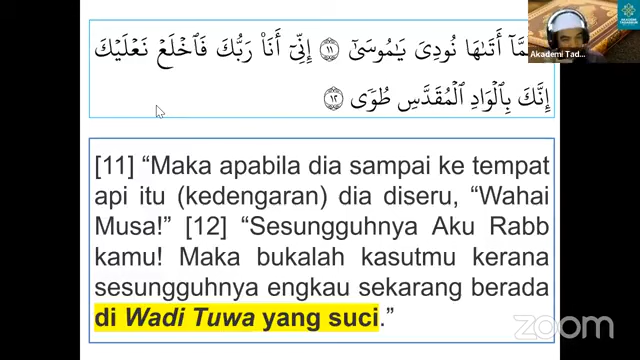 فَلَمَّآ أَتَىٰهَا نُودِيَ يَٰمُوسَىٰٓ ١١ إِنِّيٓ أَنَا۠ رَبُّكَ فَٱخۡلَعۡ نَعۡلَيۡكَ
إِنَّكَ بِٱلۡوَادِ ٱلۡمُقَدَّسِ طُوٗى ١٢
[11] “Maka apabila dia sampai ke tempat
api itu (kedengaran) dia diseru, “Wahai
Musa!” [12] “Sesungguhnya Aku Rabb
kamu! Maka bukalah kasutmu kerana
sesungguhnya engkau sekarang berada
di Wadi Tuwa yang suci.”
Akademi Tad...
zoom